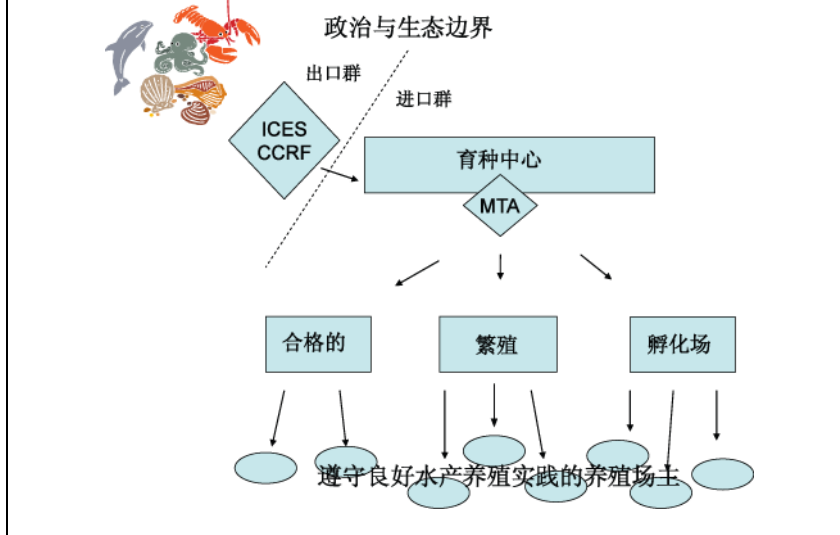 政治与生态边界
出口群
进口群
ICES
CCRF
育种中心
MTA
合格的
繁殖
孵化场
遵守良好水产养殖实践的养殖场主